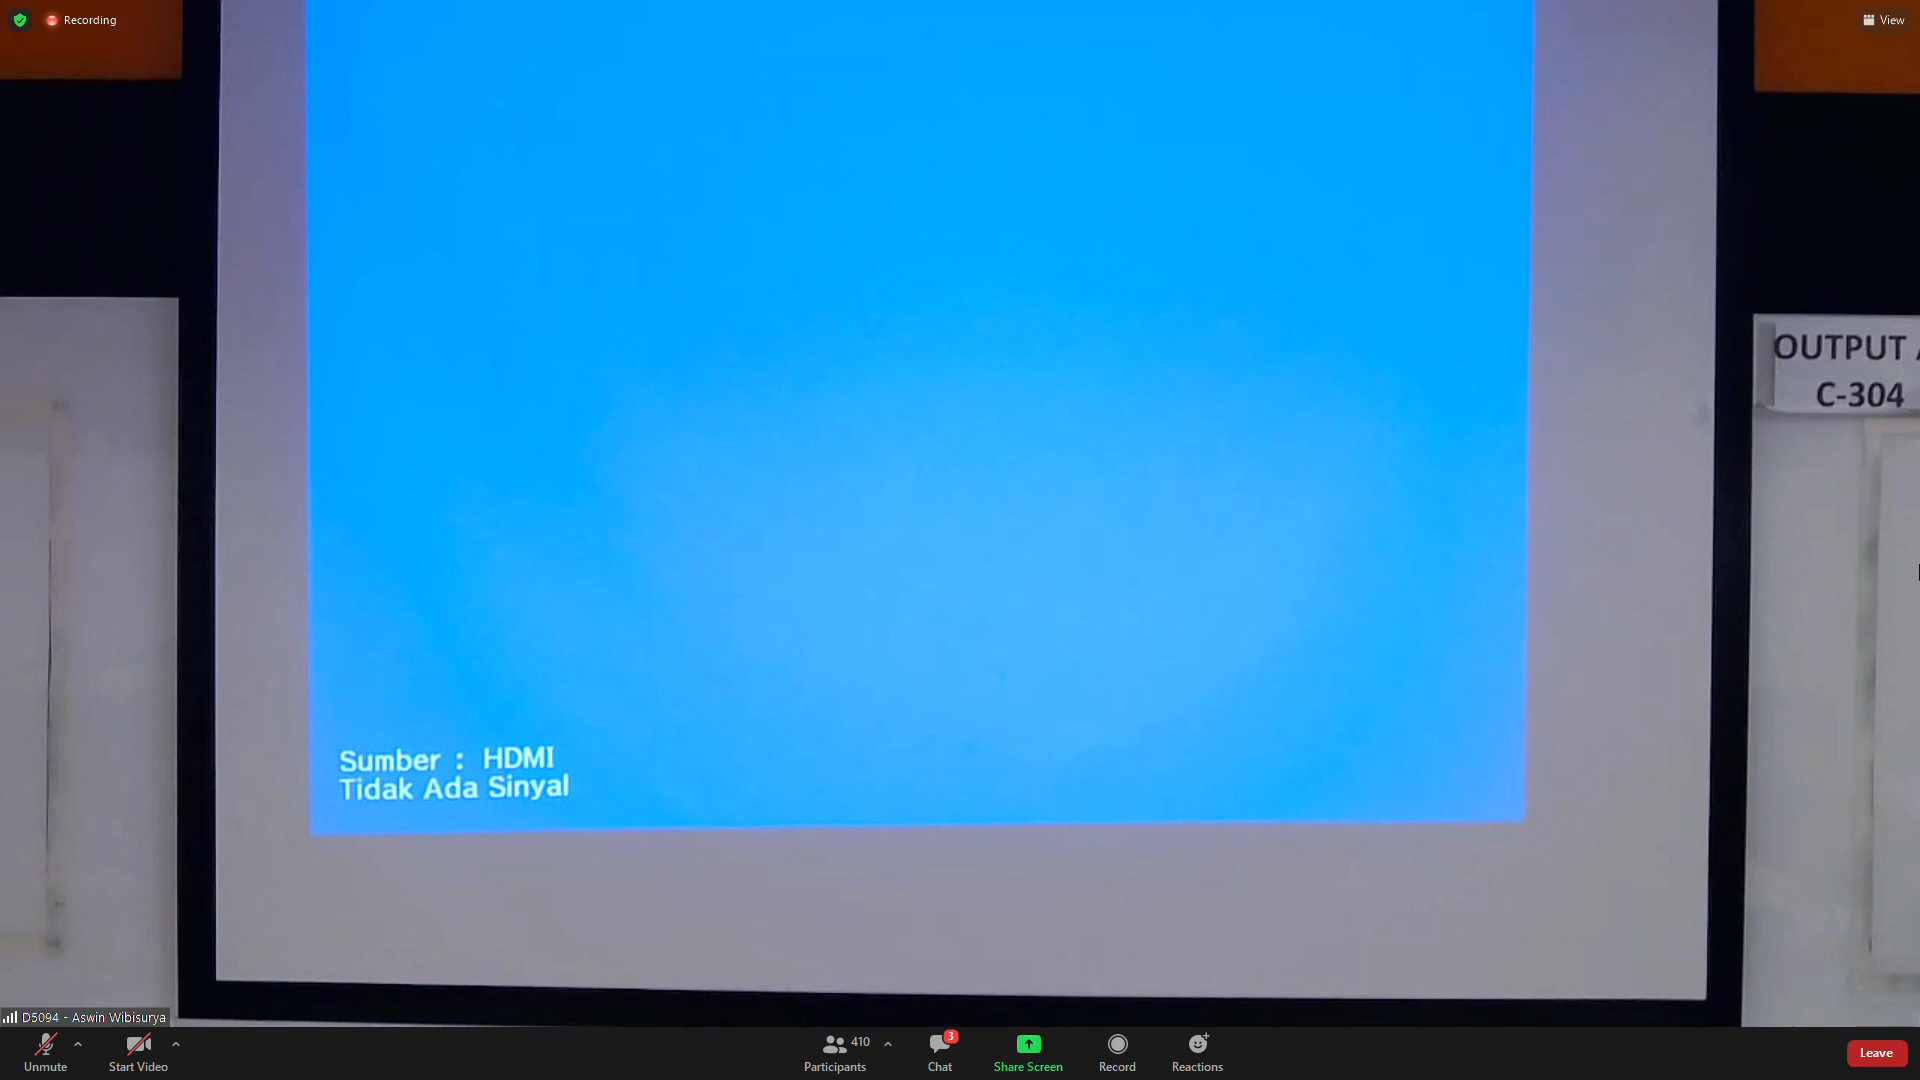 Recording
View
OUTPUT
C-304
Sumber : HDMI
Tidak Ada Sinyal
D5094 - Aswin Wibisurya
Unmute
Start Video
410
Participants
3
Chat
Share Screen
Record
Reactions
Leave